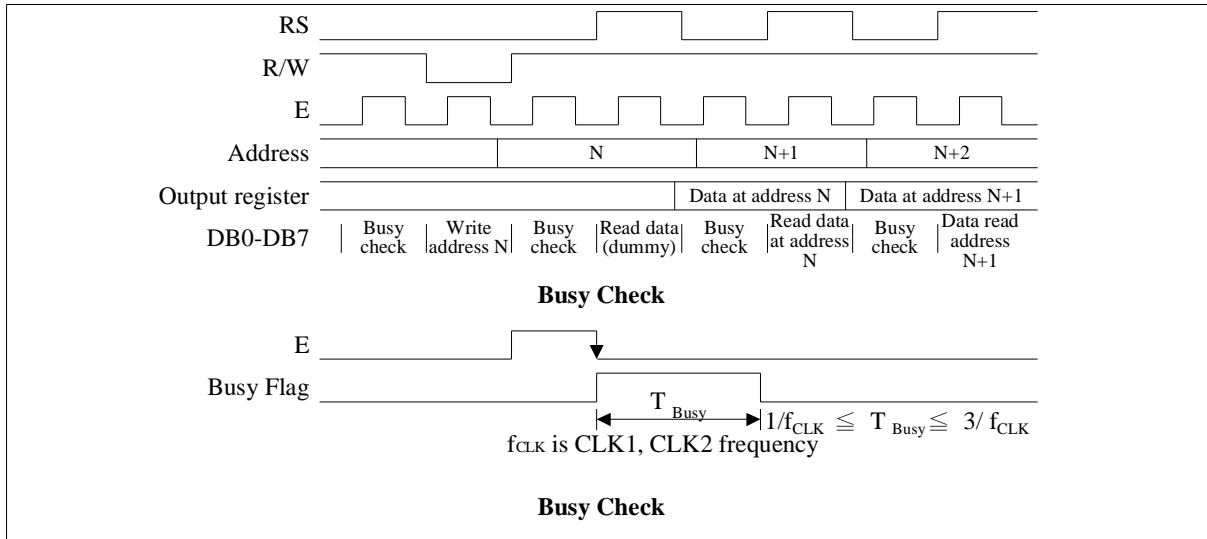 RS
R/W
E
Address N N+1 N+2
Output register Data at address N Data at address N+1
DB0-DB7 Busy check Write address N Busy check Read data (dummy) Busy check Read data at address N Busy check Data read address N+1
Busy Check
E
Busy Flag
T Busy
1/fCLK ≦ T Busy ≦ 3/ fCLK
fCLK is CLK1, CLK2 frequency
Busy Check